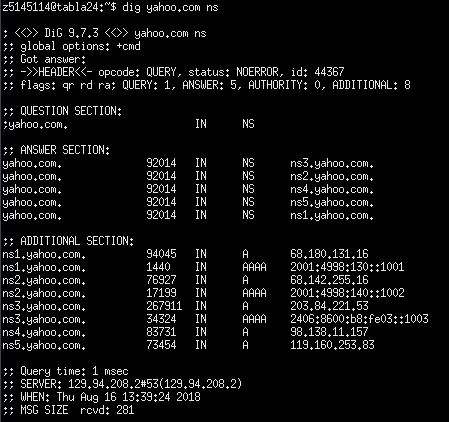 z5145114@tabla24:~$ dig yahoo.com ns
; <<>> DiG 9.7.3 <<>> yahoo.com ns
;; global options: +cmd
;; Got answer:
;; ->>HEADER<<- opcode: QUERY, status: NOERROR, id: 44367
;; flags: qr rd ra; QUERY: 1, ANSWER: 5, AUTHORITY: 0, ADDITIONAL: 8
;; QUESTION SECTION:
;yahoo.com. IN NS
;; ANSWER SECTION:
yahoo.com. 92014 IN NS ns3.yahoo.com.
yahoo.com. 92014 IN NS ns2.yahoo.com.
yahoo.com. 92014 IN NS ns4.yahoo.com.
yahoo.com. 92014 IN NS ns5.yahoo.com.
yahoo.com. 92014 IN NS ns1.yahoo.com.
;; ADDITIONAL SECTION:
ns1.yahoo.com. 94045 IN A 68.180.131.16
ns1.yahoo.com. 1440 IN AAAA 2001:4998:130::1001
ns2.yahoo.com. 76927 IN A 68.142.255.16
ns2.yahoo.com. 17199 IN AAAA 2001:4998:140::1002
ns3.yahoo.com. 267911 IN A 203.84.221.53
ns3.yahoo.com. 34324 IN AAAA 2406:8600:b8:fe03::1003
ns4.yahoo.com. 83731 IN A 98.138.11.157
ns5.yahoo.com. 73454 IN A 119.160.253.83
;; Query time: 1 msec
;; SERVER: 129.94.208.2#53(129.94.208.2)
;; WHEN: Thu Aug 16 13:39:24 2018
;; MSG SIZE rcvd: 281